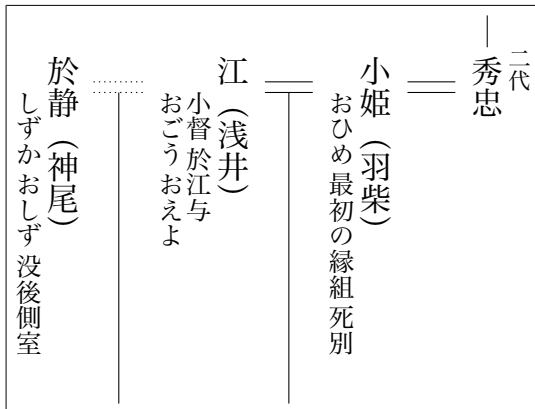 二代
秀忠
小姫(羽柴)
おひめ 最初の縁組 死別
江(浅井)
小督 於江与
おごう おえよ
於静(神尾)
しずか おしず 没後側室